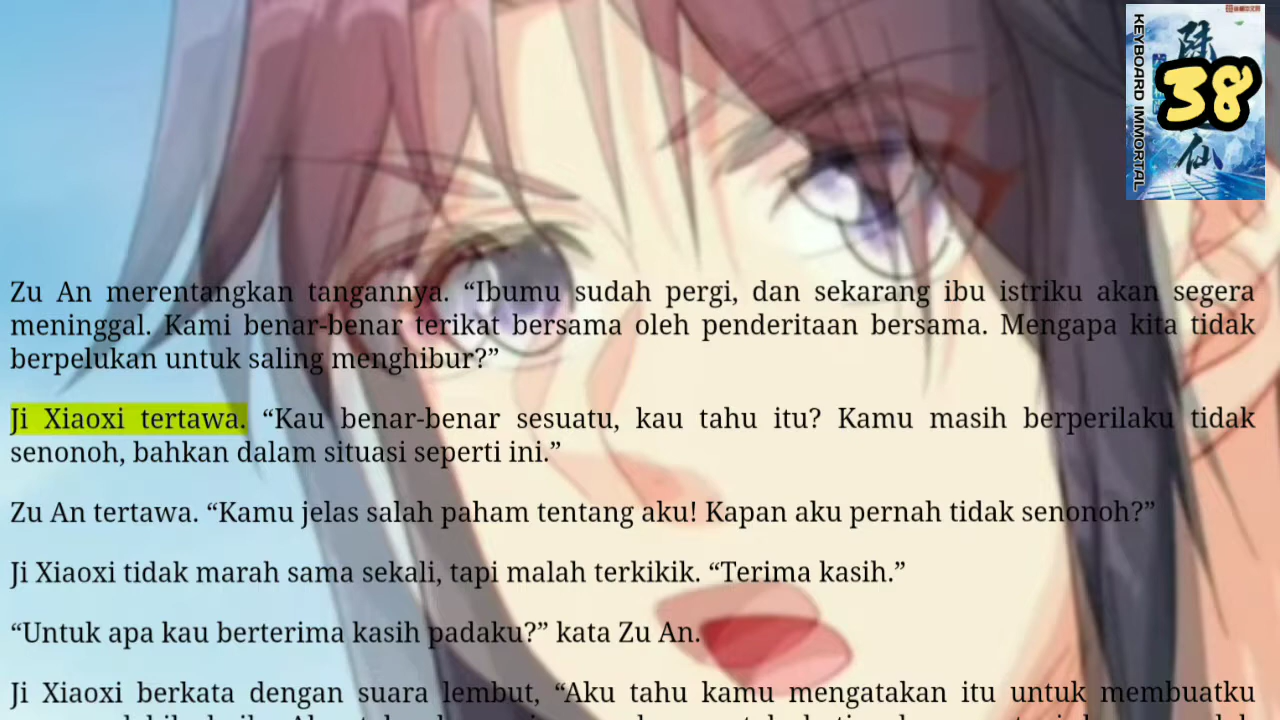 陆
38
仙
KEYBOARD IMMORTAL
Zu An merentangkan tangannya. “Ibumu sudah pergi, dan sekarang ibu istriku akan segera
meninggal. Kami benar-benar terikat bersama oleh penderitaan bersama. Mengapa kita tidak
berpelukan untuk saling menghibur?”
Ji Xiaoxi tertawa. “Kau benar-benar sesuatu, kau tahu itu? Kamu masih berperilaku tidak
senonoh, bahkan dalam situasi seperti ini.”
Zu An tertawa. “Kamu jelas salah paham tentang aku! Kapan aku pernah tidak senonoh?”
Ji Xiaoxi tidak marah sama sekali, tapi malah terkikik. “Terima kasih.”
“Untuk apa kau berterima kasih padaku?” kata Zu An.
Ji Xiaoxi berkata dengan suara lembut, “Aku tahu kamu mengatakan itu untuk membuatku